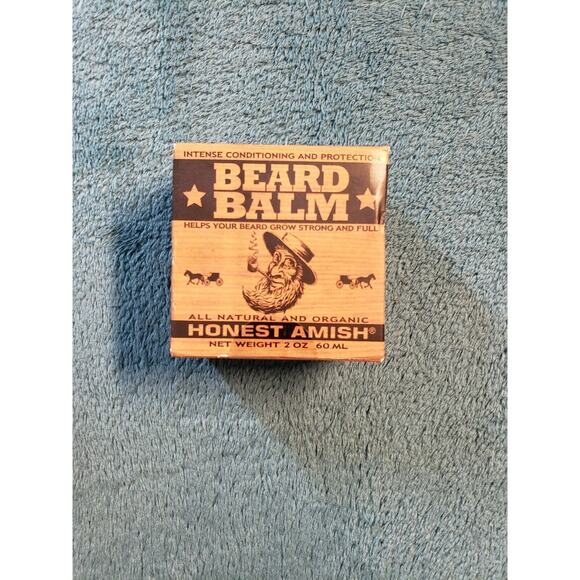 INTENSE CONDITIONING AND PROTECTION
BEARD
BALM
HELPS YOUR BEARD GROW STRONG AND FULL
ALL NATURAL AND ORGANIC
HONEST AMISH®
NET WEIGHT 2 OZ 60 ML